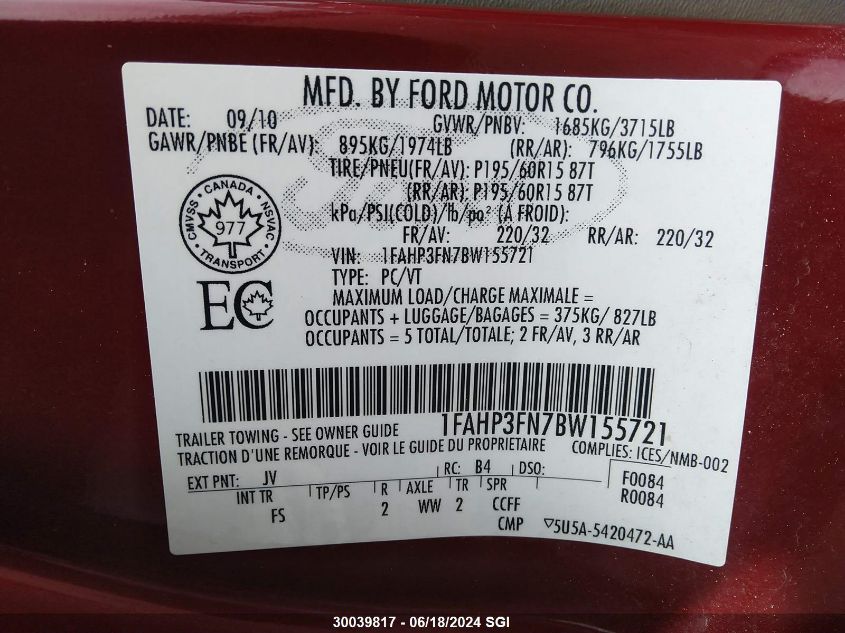 MFD. BY FORD MOTOR CO.
DATE: 09/10 GVWR/PNBV: 1685KG/3715LB
GAWR/PNBE (FR/AV): 895KG/1974LB (RR/AR): 796KG/1755LB
TIRE/PNEU(FR/AV): P195/60R15 87T
(RR/AR): P195/60R15 87T
kPa/PSI(COLD)/lb/po² (A FROID):
FR/AV: 220/32 RR/AR: 220/32
VIN: 1FAHP3FN7BW155721
TYPE: PC/VT
MAXIMUM LOAD/CHARGE MAXIMALE =
OCCUPANTS + LUGGAGE/BAGAGES = 375KG/ 827LB
OCCUPANTS = 5 TOTAL/TOTALE; 2 FR/AV, 3 RR/AR
CANADA
CMVSS 977 NSVAC
TRANSPORT
EC
1FAHP3FN7BW155721
TRAILER TOWING - SEE OWNER GUIDE
TRACTION D'UNE REMORQUE - VOIR LE GUIDE DU PROPRIETAIRE
COMPLIES: ICES/NMB-002
EXT PNT: JV RC: B4 DSO: F0084
INT TR TP/PS R AXLE TR SPR R0084
FS 2 WW 2 CCFF
CMP 5U5A-5420472-AA
30039817 - 06/18/2024 SGI